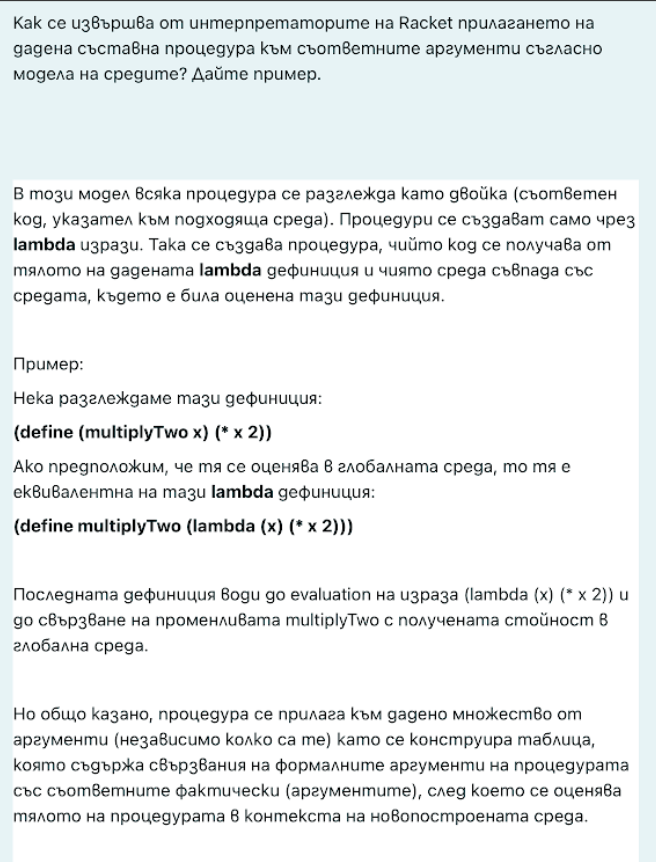 Как се извършва от интерпретаторите на Racket прилагането на
дадена съставна процедура към съответните аргументи съгласно
модела на средите? Дайте пример.
В този модел всяка процедура се разглежда като двойка (съответен
код, указател към подходяща среда). Процедури се създават само чрез
lambda изрази. Така се създава процедура, чийто код се получава от
тялото на дадената lambda дефиниция и чиято среда съвпада със
средата, където е била оценена тази дефиниция.
Пример:
Нека разглеждаме тази дефиниция:
(define (multiplyTwo x) (* x 2))
Ако предположим, че тя се оценява в глобалната среда, то тя е
еквивалентна на тази lambda дефиниция:
(define multiplyTwo (lambda (x) (* x 2)))
Последната дефиниция води до evaluation на израза (lambda (x) (* x 2)) и
до свързване на променливата multiplyTwo с получената стойност в
глобална среда.
Но общо казано, процедура се прилага към дадено множество от
аргументи (независимо колко са те) като се конструира таблица,
която съдържа свързвания на формалните аргументи на процедурата
със съответните фактически (аргументите), след което се оценява
тялото на процедурата в контекста на новопостроената среда.